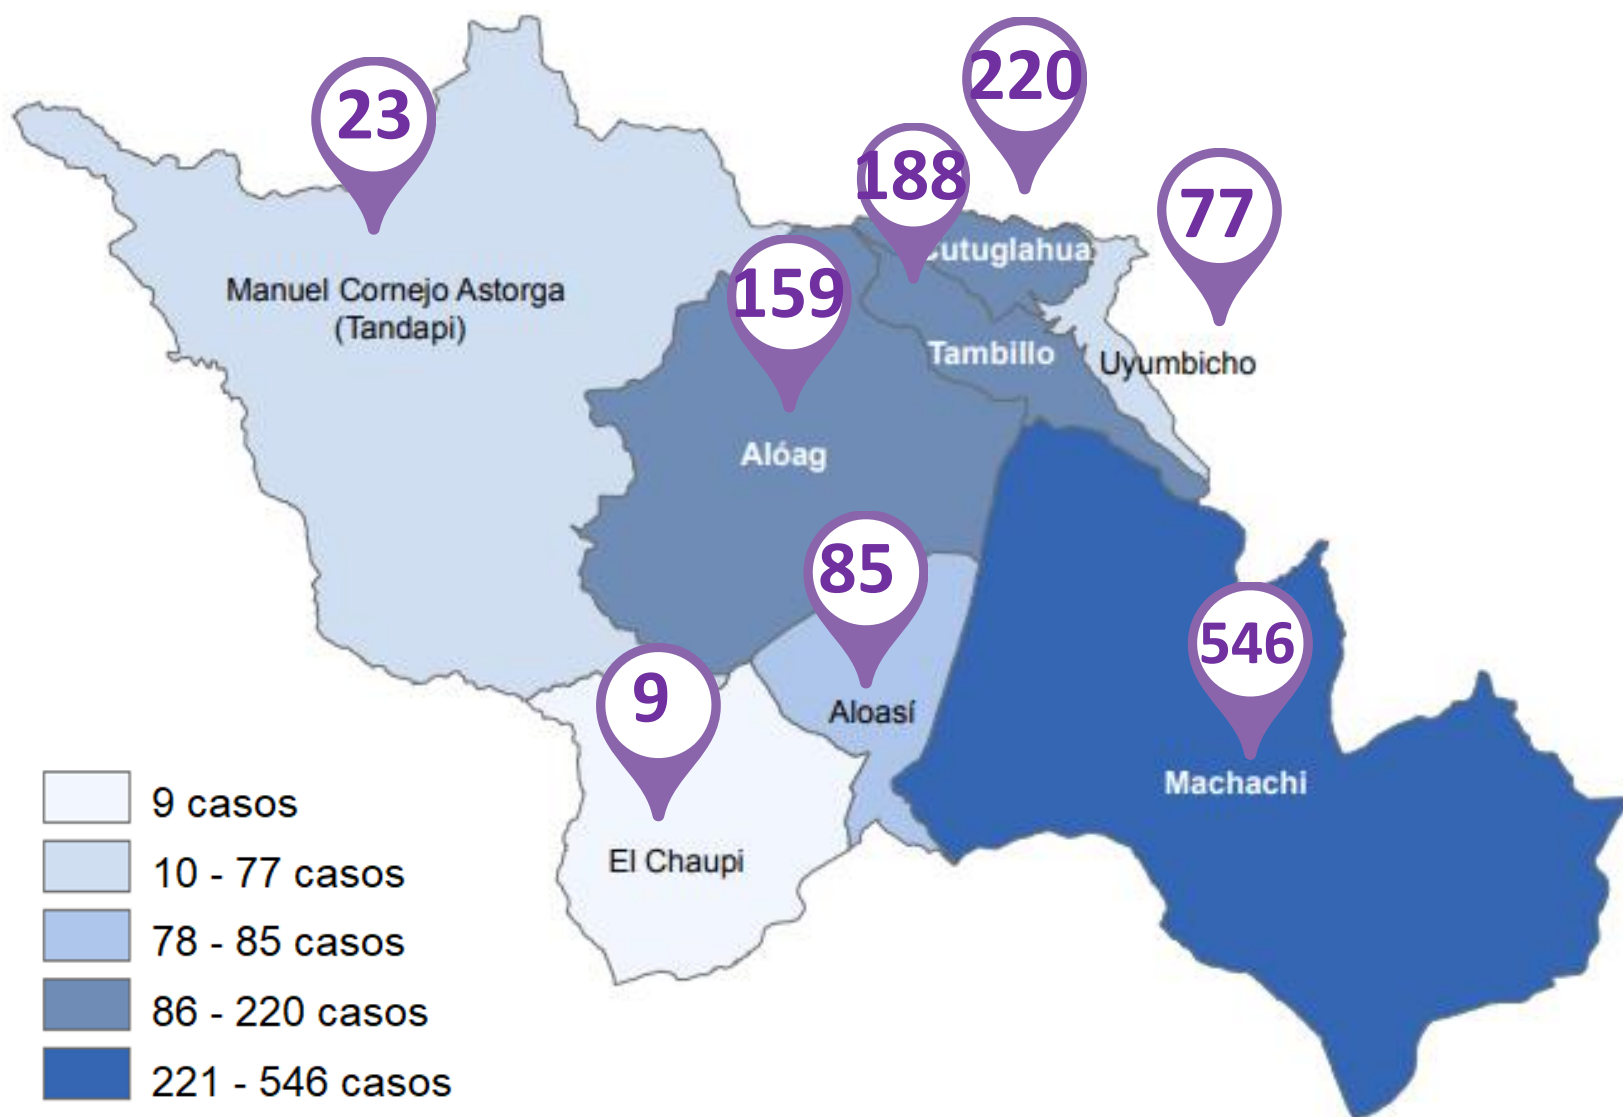 220
23
188
77
Cutuglahua
159
Manuel Cornejo Astorga
(Tandapi)
Tambillo
Uyumbicho
Alóag
85
546
9
Aloasí
Machachi
El Chaupi
9 casos
10 - 77 casos
78 - 85 casos
86 - 220 casos
221 - 546 casos